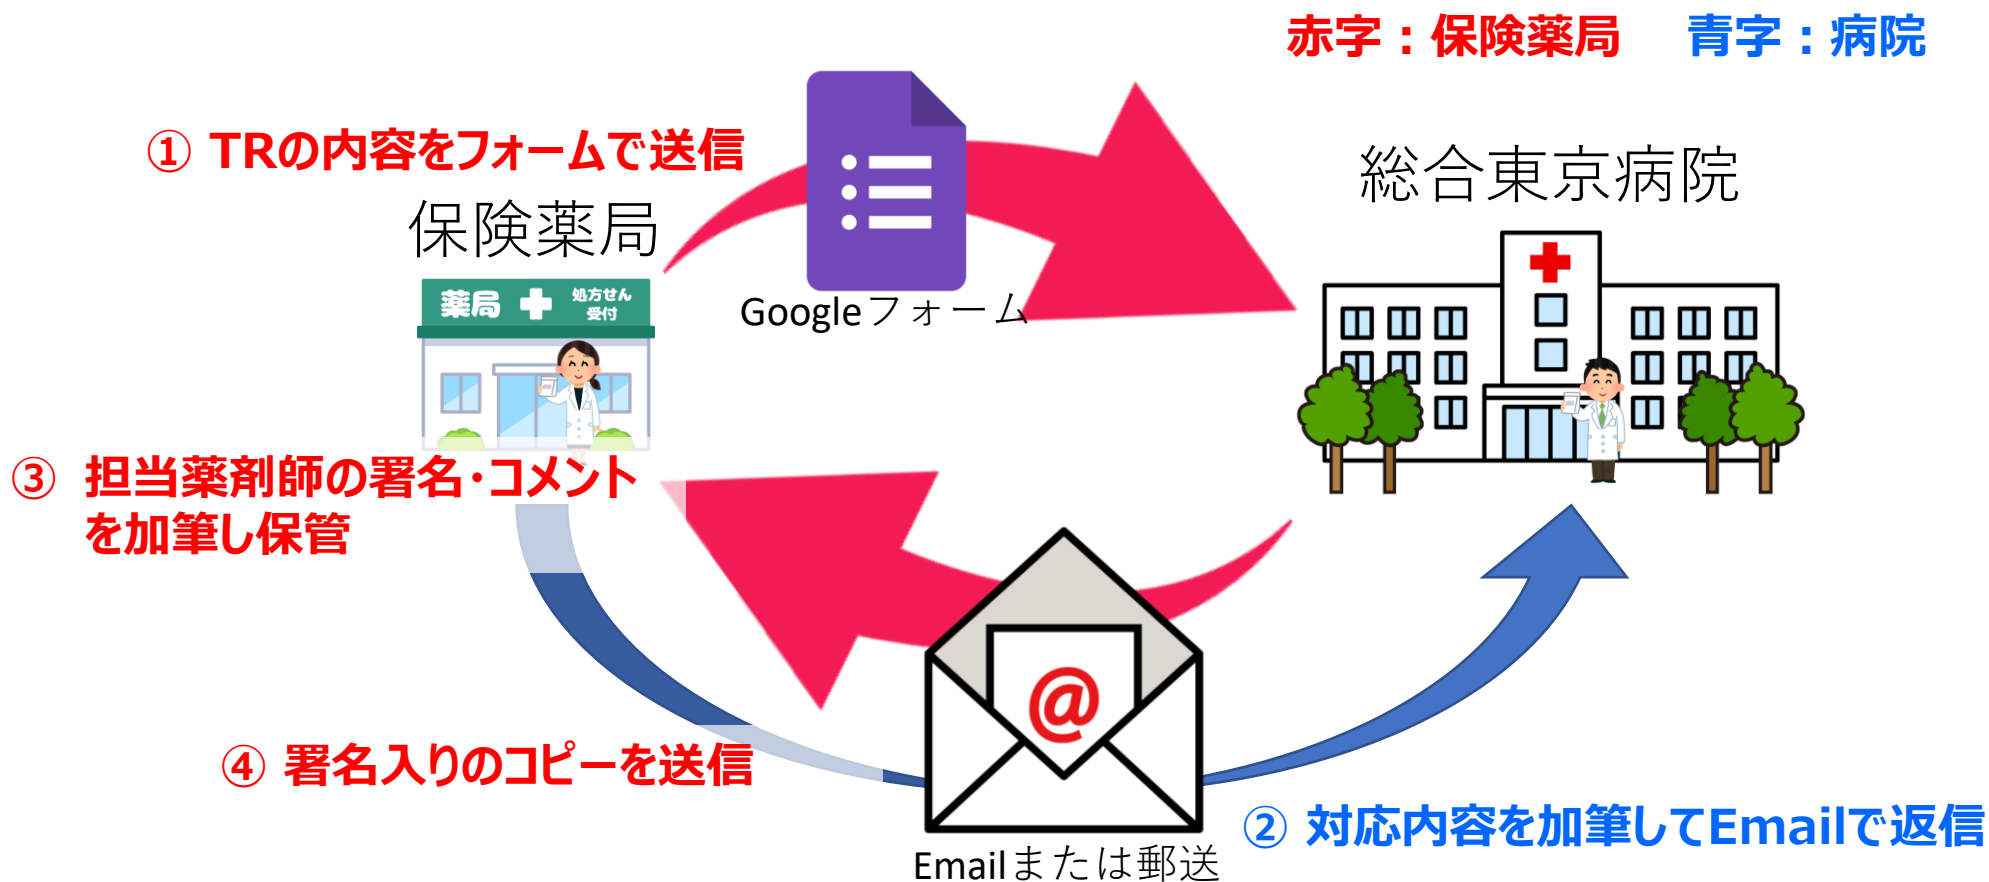 赤字：保険薬局　青字：病院
① TRの内容をフォームで送信
保険薬局
総合東京病院
薬局
処方せん
受付
Googleフォーム
③ 担当薬剤師の署名・コメント
を加筆し保管
@
④ 署名入りのコピーを送信
② 対応内容を加筆してEmailで返信
Emailまたは郵送